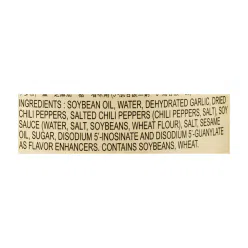 INGREDIENTS : SOYBEAN OIL, WATER, DEHYDRATED GARLIC, DRIED
CHILI PEPPERS, SALTED CHILI PEPPERS (CHILI PEPPERS, SALT), SOY
SAUCE (WATER, SALT, SOYBEANS, WHEAT FLOUR), SALT, SESAME
OIL, SUGAR, DISODIUM 5'-INOSINATE AND DISODIUM 5'-GUANYLATE
AS FLAVOR ENHANCERS. CONTAINS SOYBEANS, WHEAT.